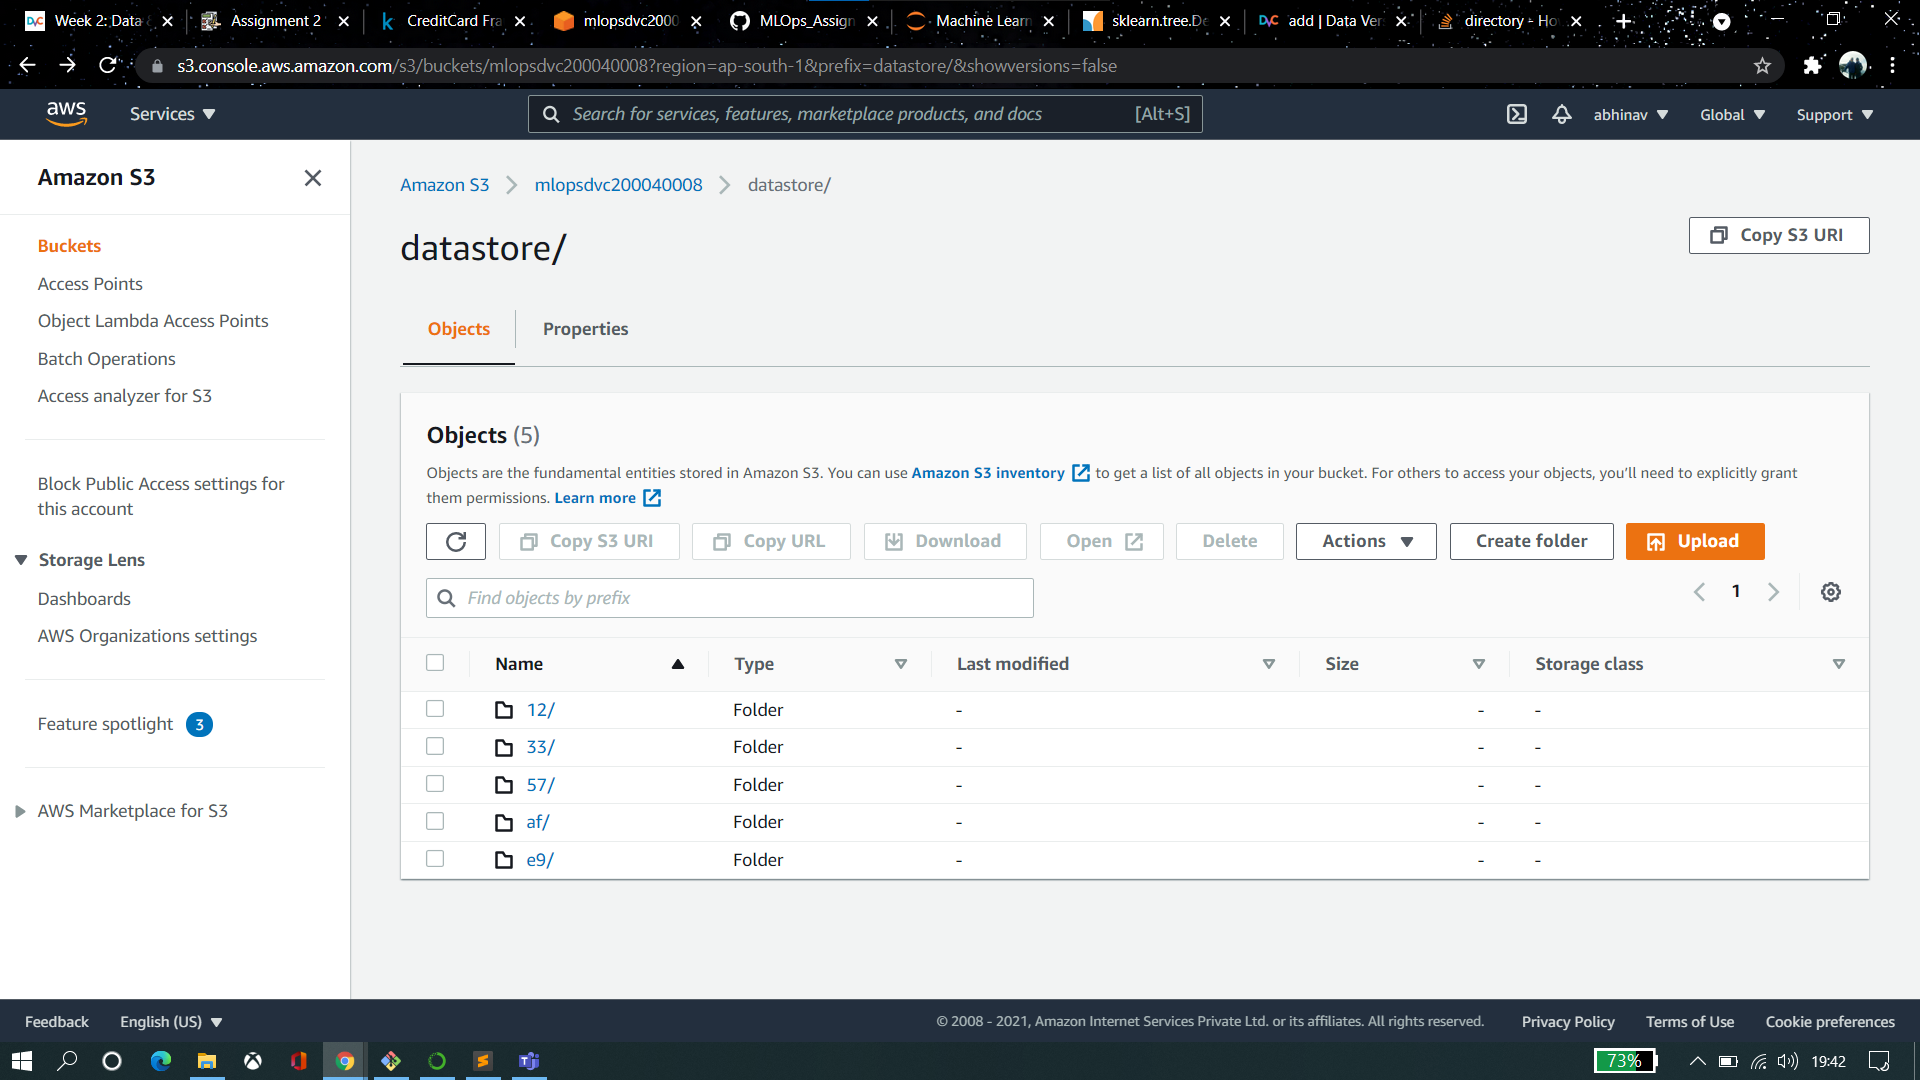 Week 2: Data
Assignment 2
CreditCard Fra
mlopsdvc2000
MLOps_Assign
Machine Learn
sklearn.tree.De
add | Data Ver
directory - Ho
s3.console.aws.amazon.com/s3/buckets/mlopsdvc200040008?region=ap-south-1&prefix=datastore/&showversions=false
aws
Services
Search for services, features, marketplace products, and docs [Alt+S]
abhinav
Global
Support
Amazon S3
Buckets
Access Points
Object Lambda Access Points
Batch Operations
Access analyzer for S3
Block Public Access settings for
this account
Storage Lens
Dashboards
AWS Organizations settings
Feature spotlight 3
AWS Marketplace for S3
Amazon S3 mlopsdvc200040008 datastore/
datastore/
Copy S3 URI
Objects Properties
Objects (5)
Objects are the fundamental entities stored in Amazon S3. You can use Amazon S3 inventory to get a list of all objects in your bucket. For others to access your objects, you'll need to explicitly grant
them permissions. Learn more
Copy S3 URI Copy URL Download Open Delete Actions Create folder Upload
Find objects by prefix
1
Name Type Last modified Size Storage class
12/ Folder - - -
33/ Folder - - -
57/ Folder - - -
af/ Folder - - -
e9/ Folder - - -
Feedback English (US) © 2008 - 2021, Amazon Internet Services Private Ltd. or its affiliates. All rights reserved. Privacy Policy Terms of Use Cookie preferences
73% 19:42